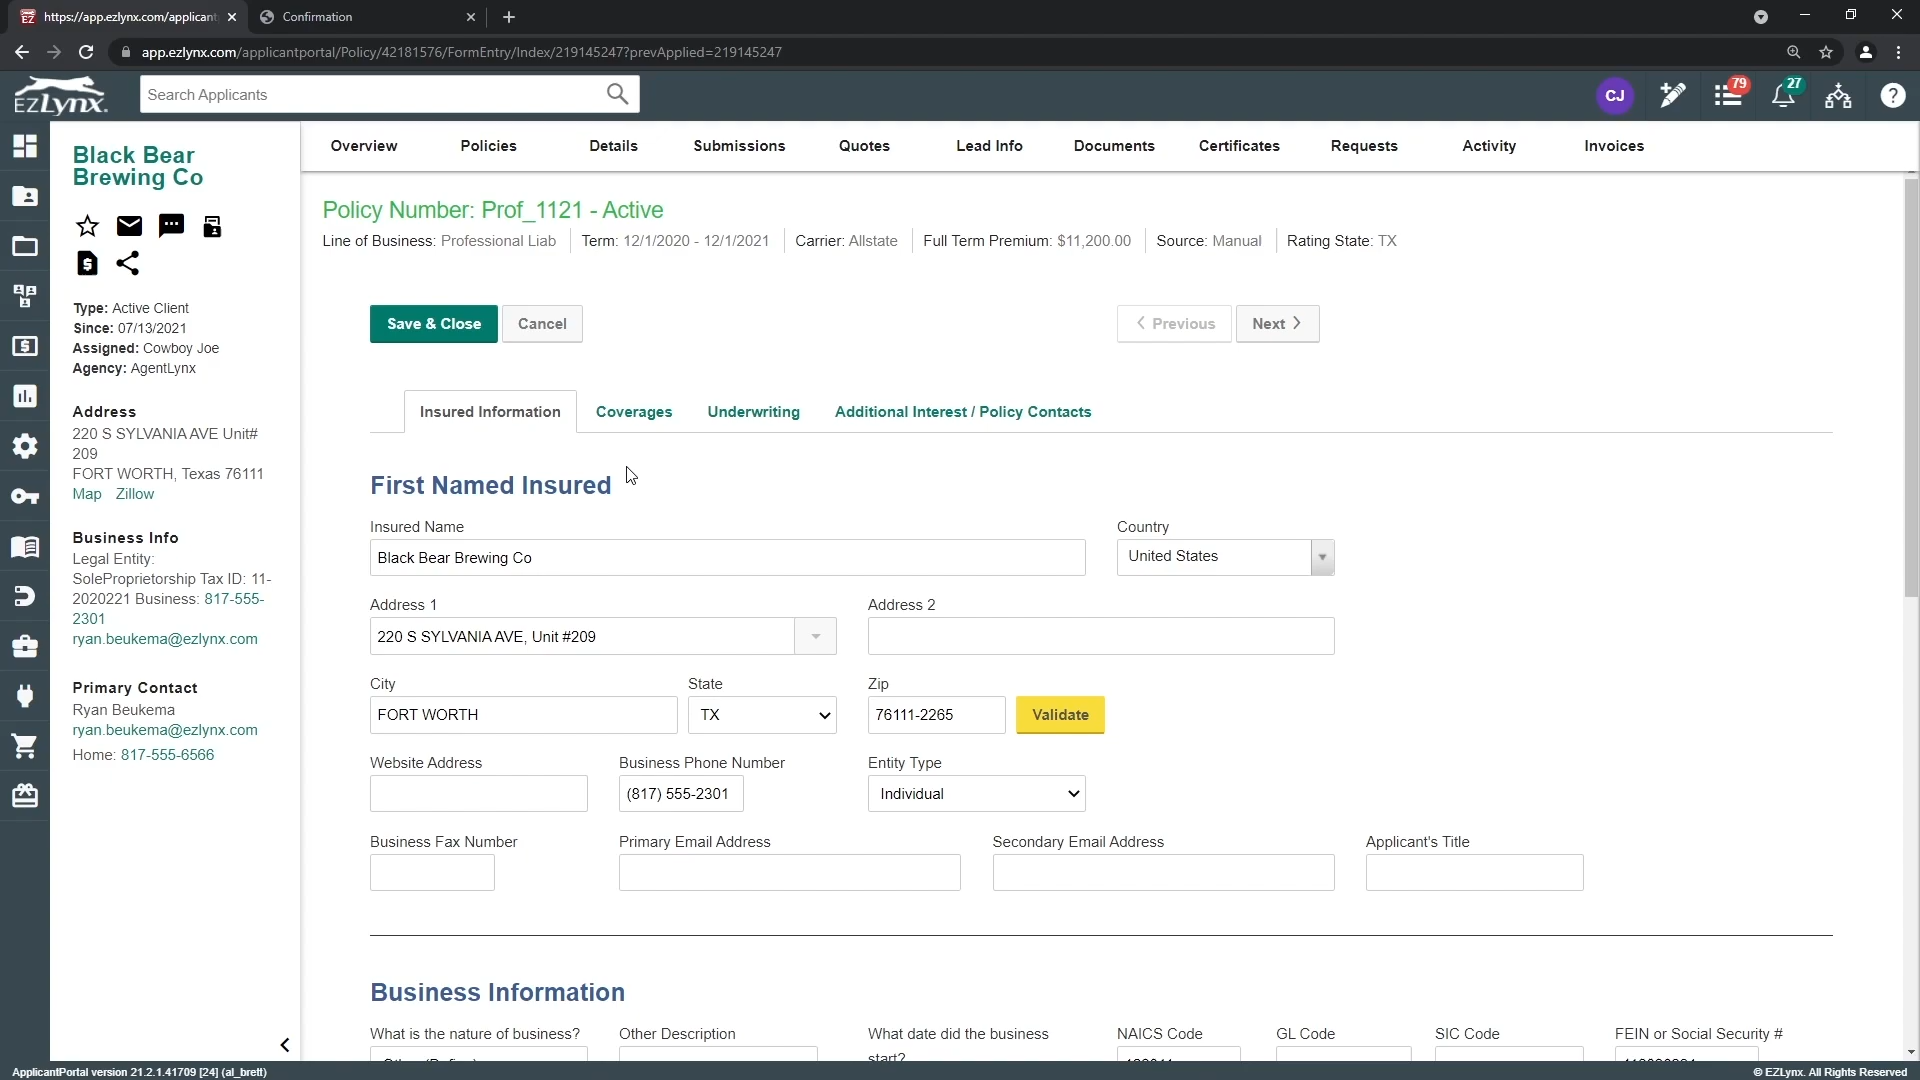 https://app.ezlynx.com/applicant
Confirmation
app.ezlynx.com/applicantportal/Policy/42181576/FormEntry/Index/219145247?prevApplied=219145247
EZLynx.
Search Applicants
CJ
79
27
Black Bear
Brewing Co
Type: Active Client
Since: 07/13/2021
Assigned: Cowboy Joe
Agency: AgentLynx
Address
220 S SYLVANIA AVE Unit#
209
FORT WORTH, Texas 76111
Map Zillow
Business Info
Legal Entity:
SoleProprietorship Tax ID: 11-
2020221 Business: 817-555-
2301
ryan.beukema@ezlynx.com
Primary Contact
Ryan Beukema
ryan.beukema@ezlynx.com
Home: 817-555-6566
Overview Policies Details Submissions Quotes Lead Info Documents Certificates Requests Activity Invoices
Policy Number: Prof_1121 - Active
Line of Business: Professional Liab Term: 12/1/2020 - 12/1/2021 Carrier: Allstate Full Term Premium: $11,200.00 Source: Manual Rating State: TX
Save & Close Cancel Previous Next
Insured Information Coverages Underwriting Additional Interest / Policy Contacts
First Named Insured
Insured Name Country
Black Bear Brewing Co United States
Address 1 Address 2
220 S SYLVANIA AVE, Unit #209
City State Zip
FORT WORTH TX 76111-2265 Validate
Website Address Business Phone Number Entity Type
(817) 555-2301 Individual
Business Fax Number Primary Email Address Secondary Email Address Applicant's Title
Business Information
What is the nature of business? Other Description What date did the business NAICS Code GL Code SIC Code FEIN or Social Security #
start?
ApplicantPortal version 21.2.1.41709 [24] (al_brett)
© EZLynx. All Rights Reserved